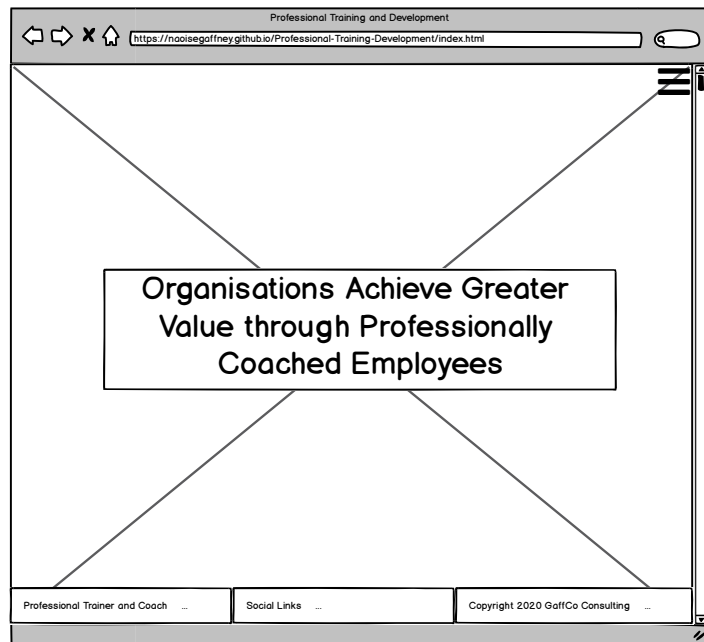 Professional Training and Development
https://naoisegaffney.github.io/Professional-Training-Development/index.html
Organisations Achieve Greater
Value through Professionally
Coached Employees
Professional Trainer and Coach ...
Social Links ...
Copyright 2020 GaffCo Consulting ...